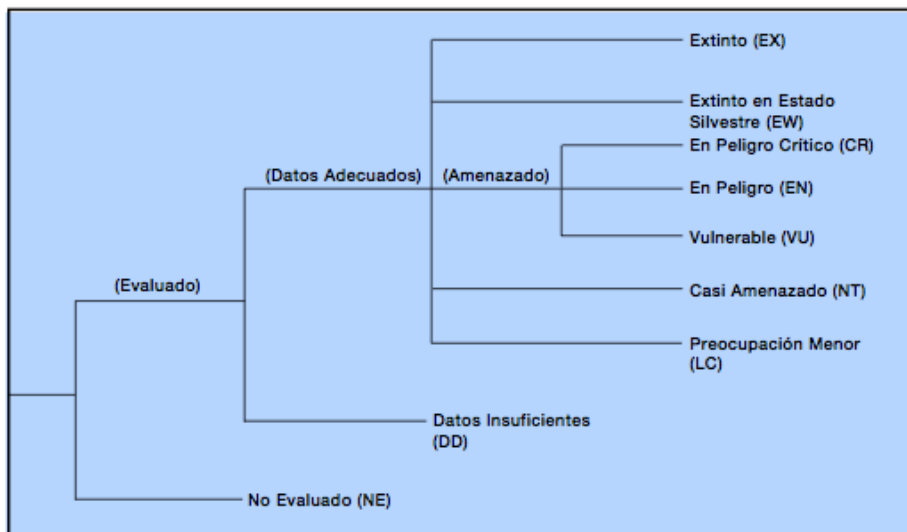 Extinto (EX)
Extinto en Estado
Silvestre (EW)
En Peligro Crítico (CR)
(Datos Adecuados)
(Amenazado)
En Peligro (EN)
Vulnerable (VU)
(Evaluado)
Casi Amenazado (NT)
Preocupación Menor
(LC)
Datos Insuficientes
(DD)
No Evaluado (NE)